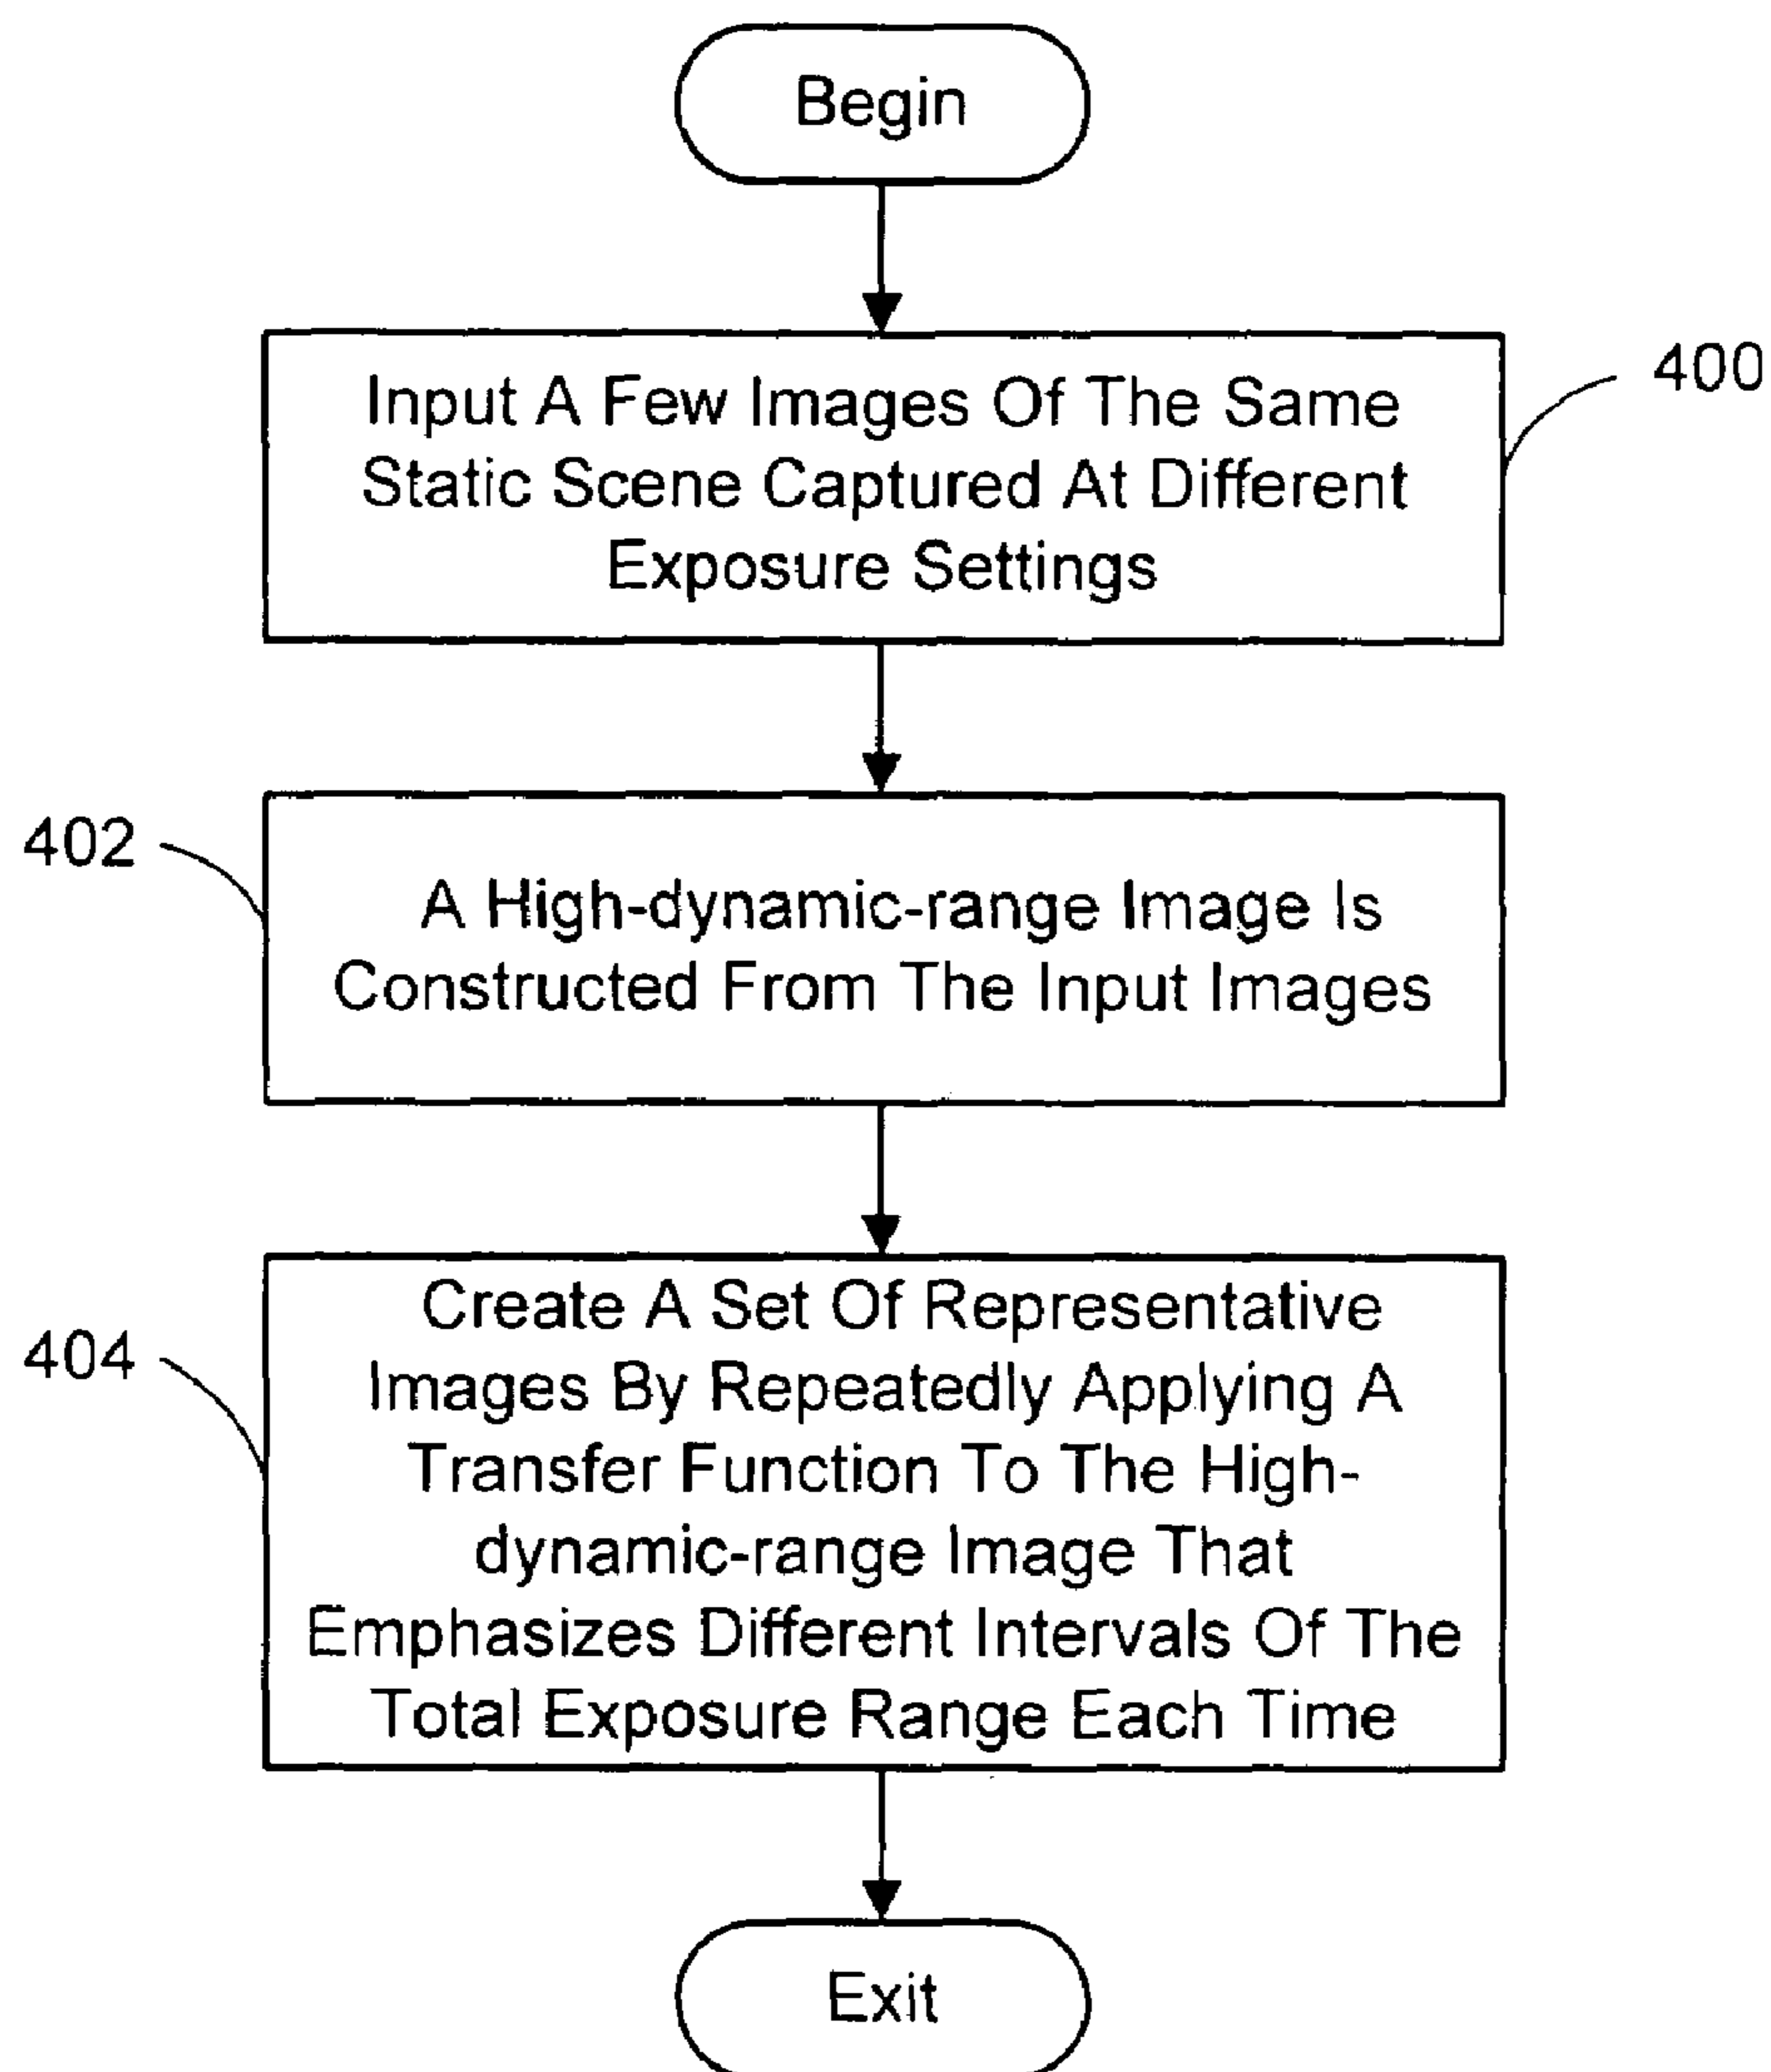 Begin
Input A Few Images Of The Same
Static Scene Captured At Different
Exposure Settings
400
402
A High-dynamic-range Image Is
Constructed From The Input Images
404
Create A Set Of Representative
Images By Repeatedly Applying A
Transfer Function To The High-
dynamic-range Image That
Emphasizes Different Intervals Of The
Total Exposure Range Each Time
Exit